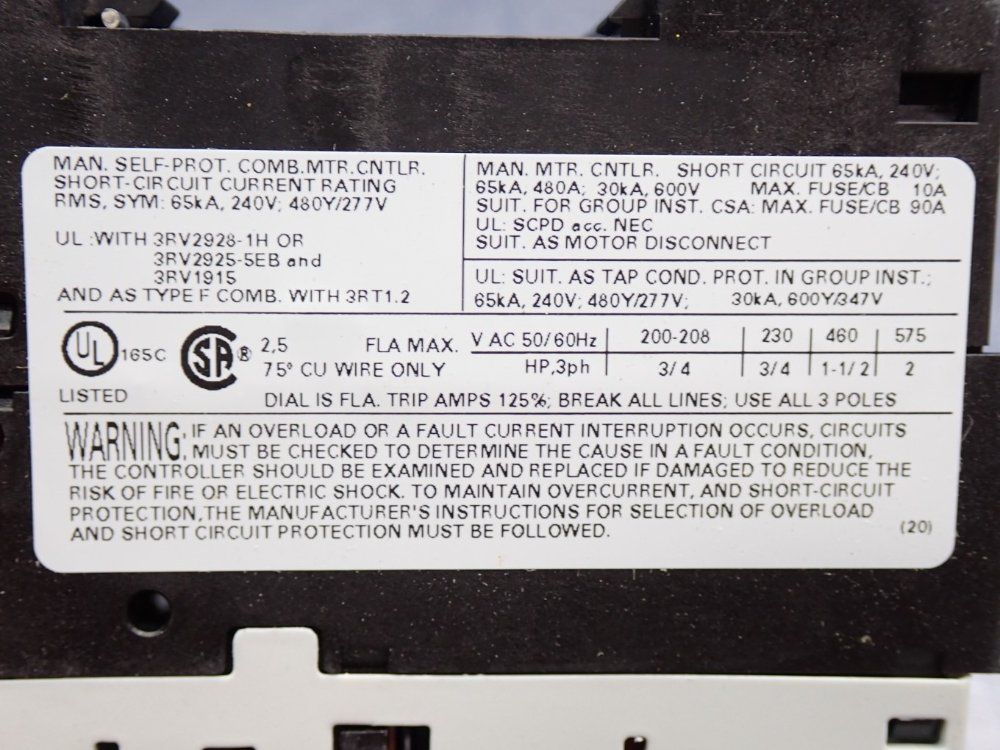 MAN. SELF-PROT. COMB.MTR.CNTLR.
SHORT-CIRCUIT CURRENT RATING
RMS, SYM: 65kA, 240V; 480Y/277V
UL :WITH 3RV2928-1H OR
3RV2925-5EB and
3RV1915
AND AS TYPE F COMB. WITH 3RT1.2
MAN. MTR. CNTLR. SHORT CIRCUIT 65kA, 240V;
65kA, 480A; 30kA, 600V MAX. FUSE/CB 10A
SUIT. FOR GROUP INST. CSA: MAX. FUSE/CB 90A
UL: SCPD acc. NEC
SUIT. AS MOTOR DISCONNECT
UL: SUIT. AS TAP COND. PROT. IN GROUP INST.;
65kA, 240V; 480Y/277V; 30kA, 600Y/347V
UL 165C
LISTED
SA ® 2,5 FLA MAX.
75° CU WIRE ONLY
V AC 50/60Hz 200-208 230 460 575
HP,3ph 3/4 3/4 1-1/2 2
DIAL IS FLA. TRIP AMPS 125%; BREAK ALL LINES; USE ALL 3 POLES
WARNING: IF AN OVERLOAD OR A FAULT CURRENT INTERRUPTION OCCURS, CIRCUITS
MUST BE CHECKED TO DETERMINE THE CAUSE IN A FAULT CONDITION,
THE CONTROLLER SHOULD BE EXAMINED AND REPLACED IF DAMAGED TO REDUCE THE
RISK OF FIRE OR ELECTRIC SHOCK. TO MAINTAIN OVERCURRENT, AND SHORT-CIRCUIT
PROTECTION,THE MANUFACTURER'S INSTRUCTIONS FOR SELECTION OF OVERLOAD
AND SHORT CIRCUIT PROTECTION MUST BE FOLLOWED.
(20)